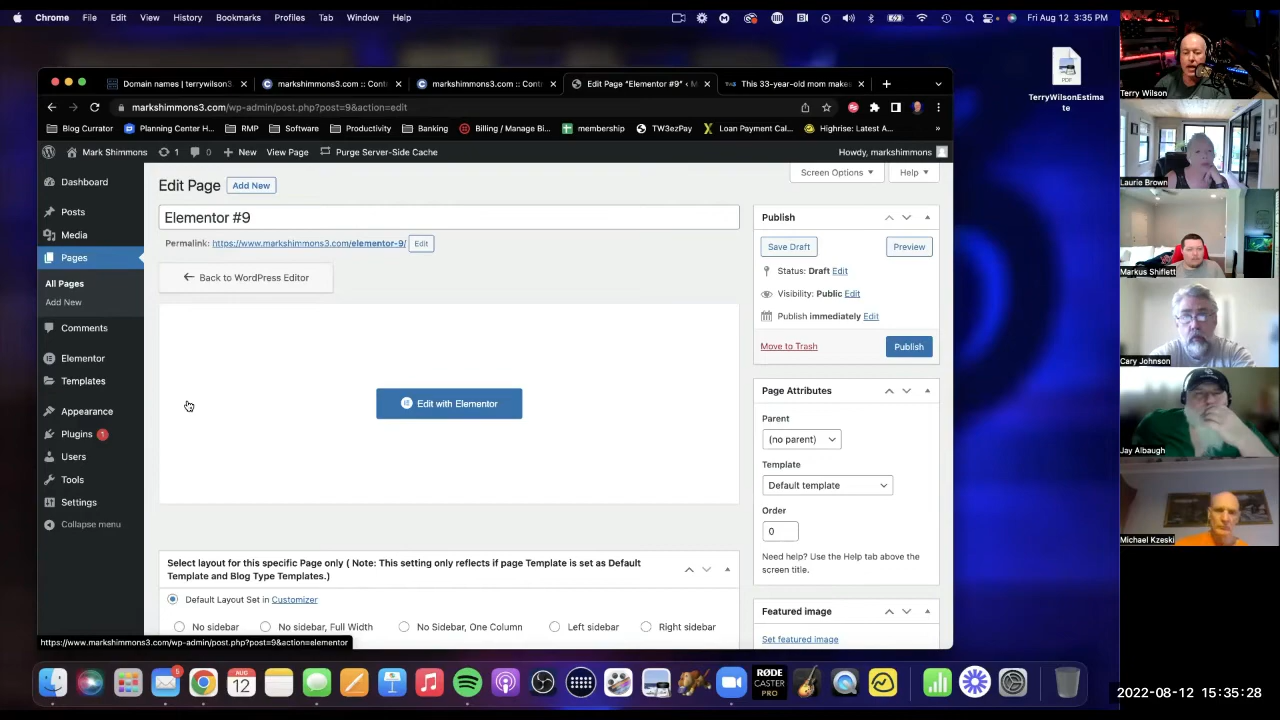 Chrome File Edit View History Bookmarks Profiles Tab Window Help
Fri Aug 12 3:35 PM
Domain names | terrywilson3.
markshimmons3.com :: Cont
markshimmons3.com :: Cont
Edit Page "Elementor #9" ‹ M
This 33-year-old mom make
markshimmons3.com/wp-admin/post.php?post=9&action=edit
Blog Currator Planning Center H... RMP Software Productivity Banking Billing / Manage Bi... membership TW3ezPay Loan Payment Cal... Highrise: Latest A... »
Mark Shimmons 1 0 + New View Page Purge Server-Side Cache
Howdy, markshimmons
Dashboard
Posts
Media
Pages
All Pages
Add New
Comments
Elementor
Templates
Appearance
Plugins 1
Users
Tools
Settings
Collapse menu
Screen Options Help
Edit Page Add New
Elementor #9
Permalink: https://www.markshimmons3.com/elementor-9/ Edit
← Back to WordPress Editor
Edit with Elementor
Select layout for this specific Page only ( Note: This setting only reflects if page Template is set as Default
Template and Blog Type Templates.)
Default Layout Set in Customizer
No sidebar No sidebar, Full Width No Sidebar, One Column Left sidebar Right sidebar
https://www.markshimmons3.com/wp-admin/post.php?post=9&action=elementor
Publish
Save Draft Preview
Status: Draft Edit
Visibility: Public Edit
Publish immediately Edit
Move to Trash Publish
Page Attributes
Parent
(no parent)
Template
Default template
Order
0
Need help? Use the Help tab above the
screen title.
Featured image
Set featured image
PDF
TerryWilsonEstima
te
Terry Wilson
Laurie Brown
Markus Shiflett
Cary Johnson
Jay Albaugh
Michael Kzeski
5
AUG
12
RØDE
CASTER
PRO
2022-08-12 15:35:28